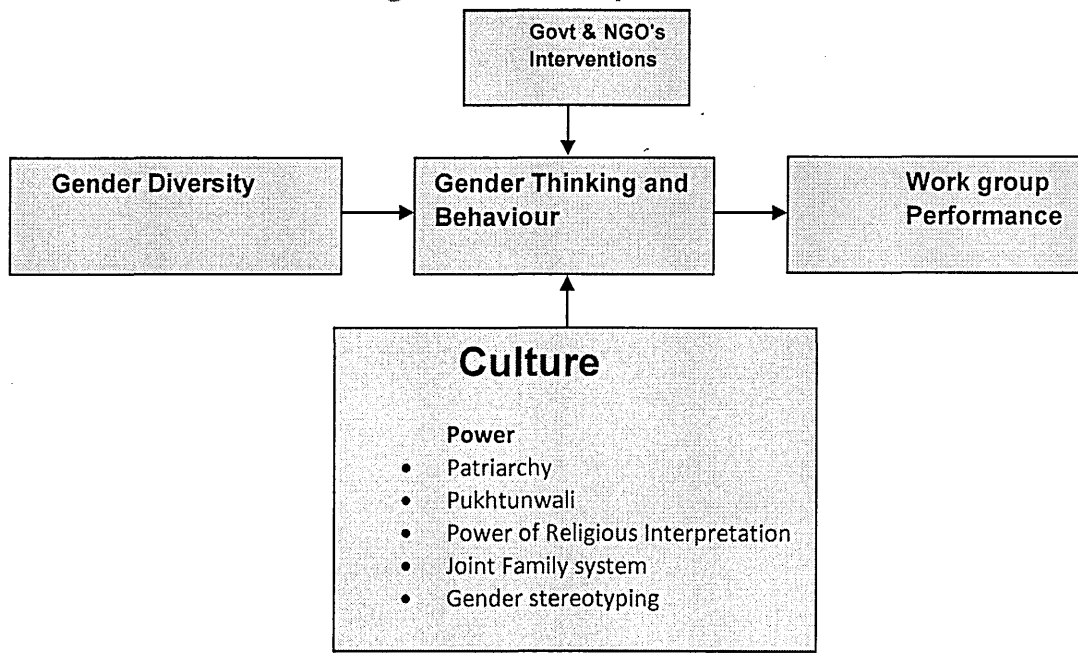 Govt & NGO's
Interventions
Gender Diversity
Gender Thinking and
Behaviour
Work group
Performance
Culture
Power
• Patriarchy
• Pukhtunwali
• Power of Religious Interpretation
• Joint Family system
• Gender stereotyping